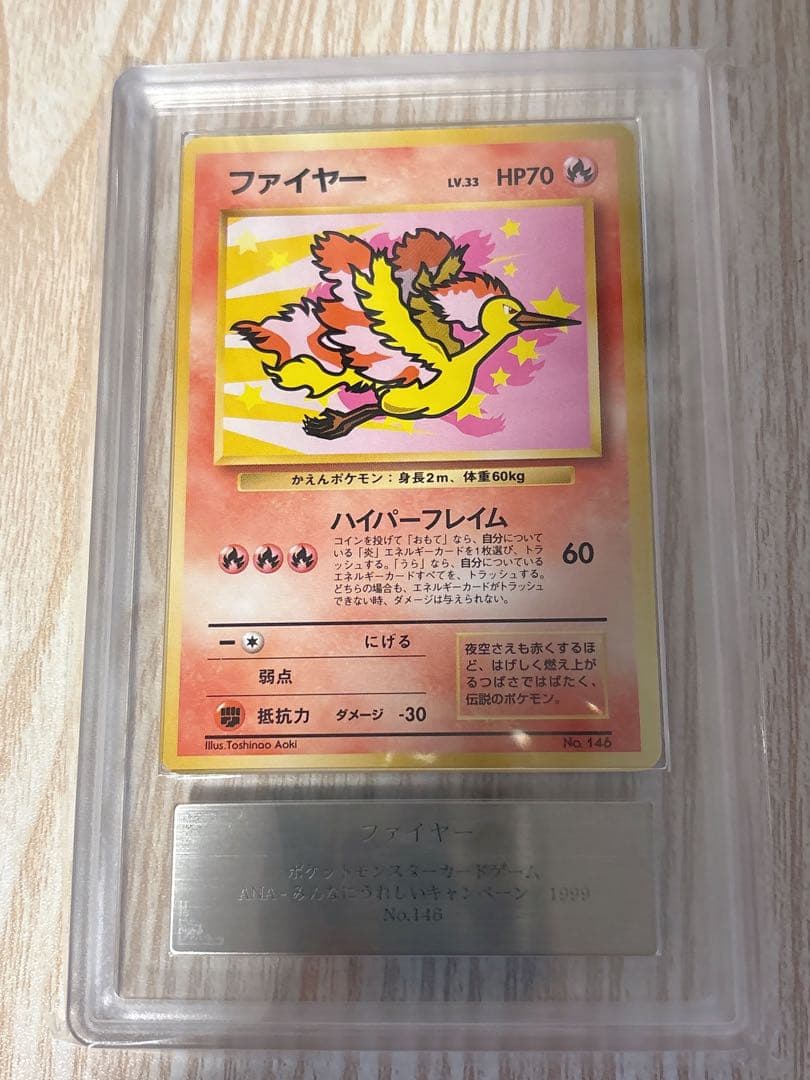 ファイヤー LV.33 HP70
かえんポケモン：身長2m、体重60kg
ハイパーフレイム
コインを投げて「おもて」なら、自分についている「炎」エネルギーカードを1枚選び、トラッシュする。「うら」なら、自分についているエネルギーカードすべてを、トラッシュする。どちらの場合も、エネルギーカードがトラッシュできない時、ダメージは与えられない。
60
にげる
弱点
抵抗力 ダメージ -30
夜空さえも赤くするほ
ど、はげしく燃え上が
るつばさではばたく、
伝説のポケモン。
Illus.Toshinao Aoki
No. 146
ファイヤー
ポケットモンスターカードゲーム
ANA - みんなにうれしいキャンペーン 1999
No.146